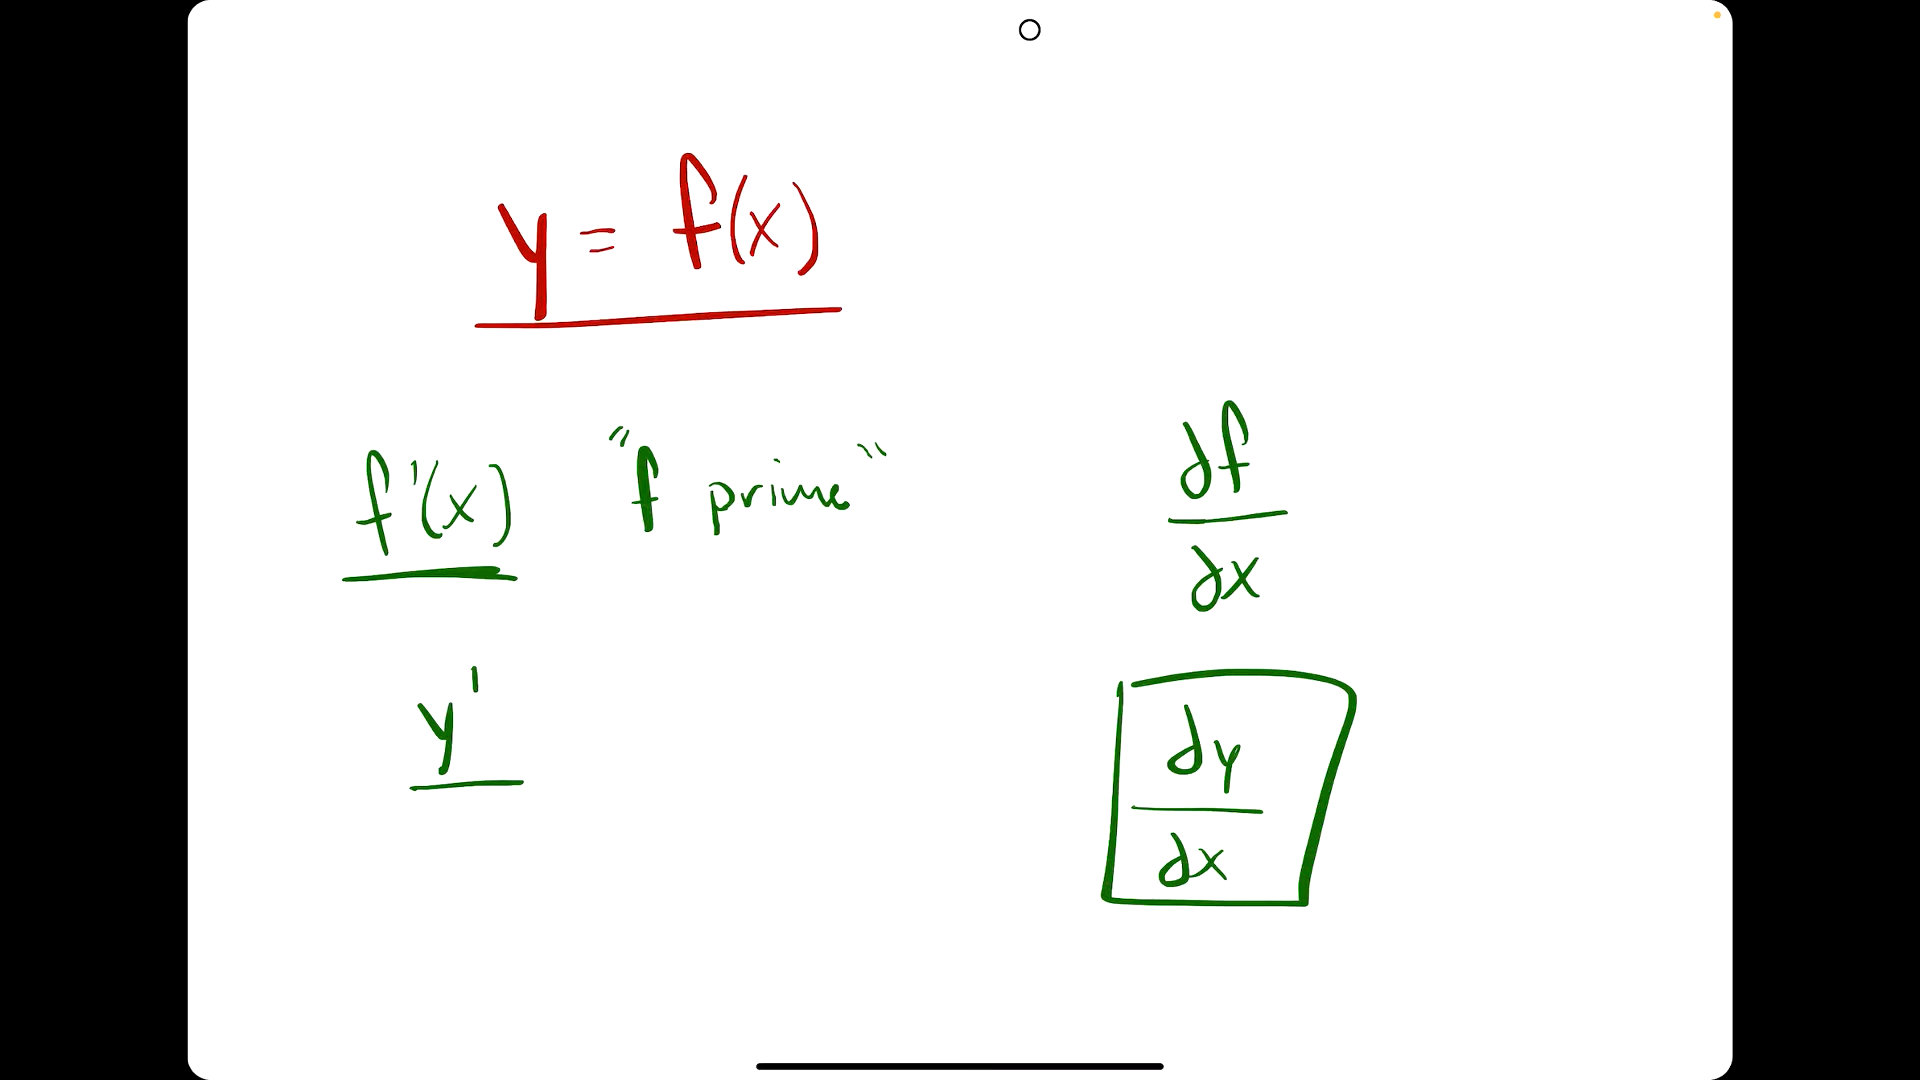 y = f(x)
f'(x) "f prime"
df
dx
y'
dy
dx